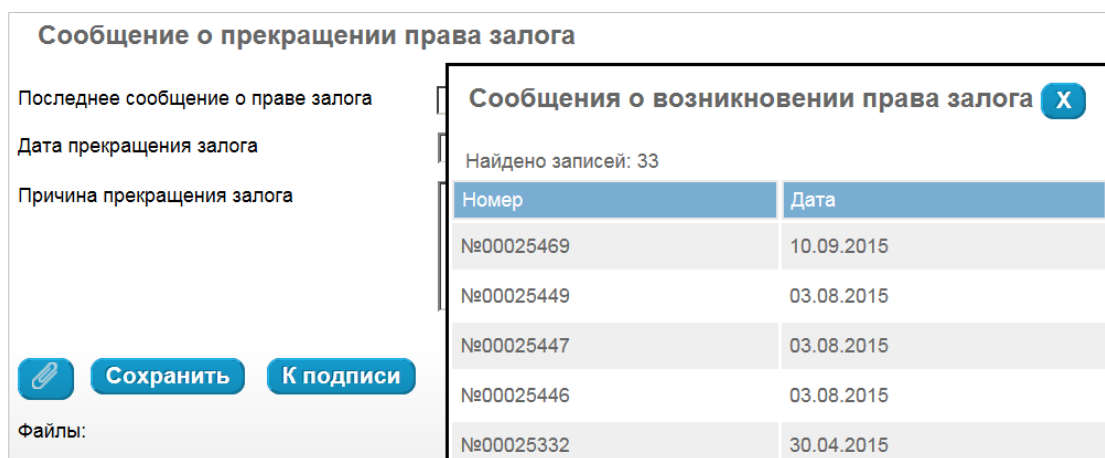 Сообщение о прекращении права залога
Последнее сообщение о праве залога
Дата прекращения залога
Причина прекращения залога
Сохранить
К подписи
Файлы:
Сообщения о возникновении права залога X
Найдено записей: 33
Номер Дата
№00025469 10.09.2015
№00025449 03.08.2015
№00025447 03.08.2015
№00025446 03.08.2015
№00025332 30.04.2015